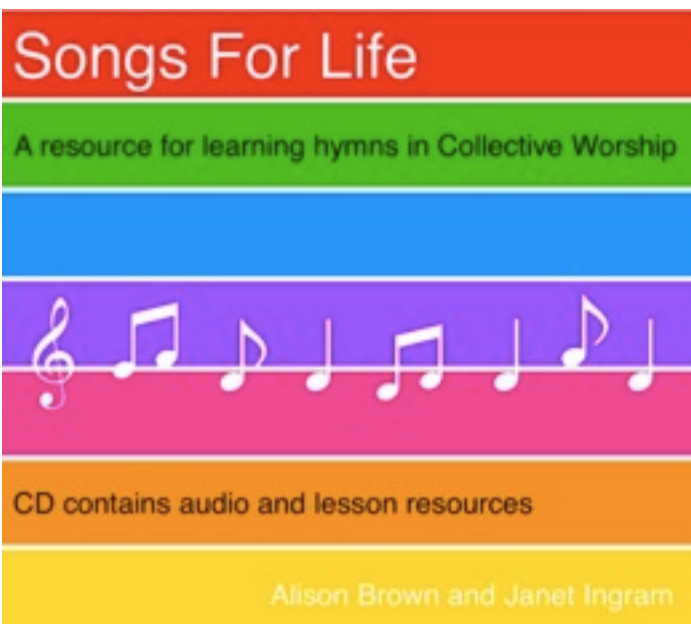 Songs For Life
A resource for learning hymns in Collective Worship
CD contains audio and lesson resources
Alison Brown and Janet Ingram